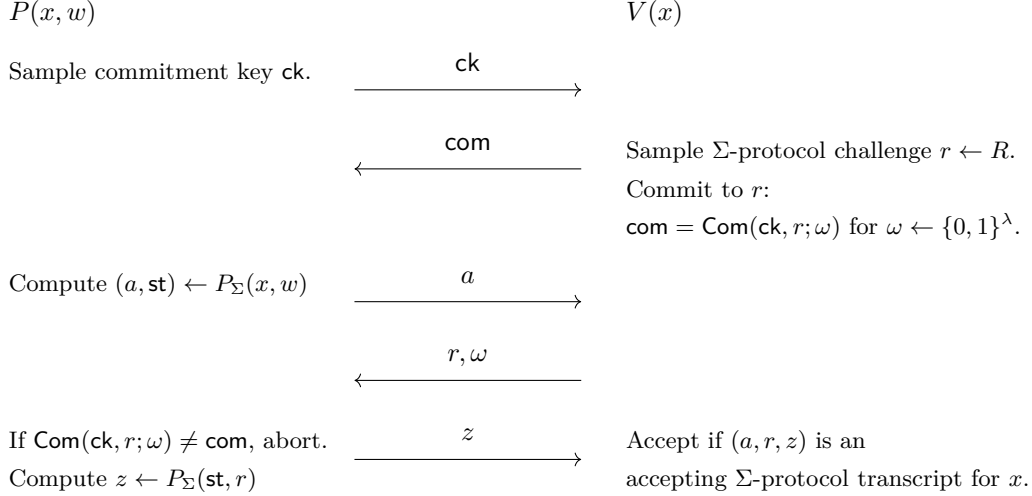 P(x, w) V(x)
Sample commitment key ck. ck
com Sample Σ-protocol challenge r ← R.
Commit to r:
com = Com(ck, r; ω) for ω ← {0, 1}^λ.
Compute (a, st) ← P_Σ(x, w) a
r, ω
If Com(ck, r; ω) ≠ com, abort. z Accept if (a, r, z) is an
Compute z ← P_Σ(st, r) accepting Σ-protocol transcript for x.